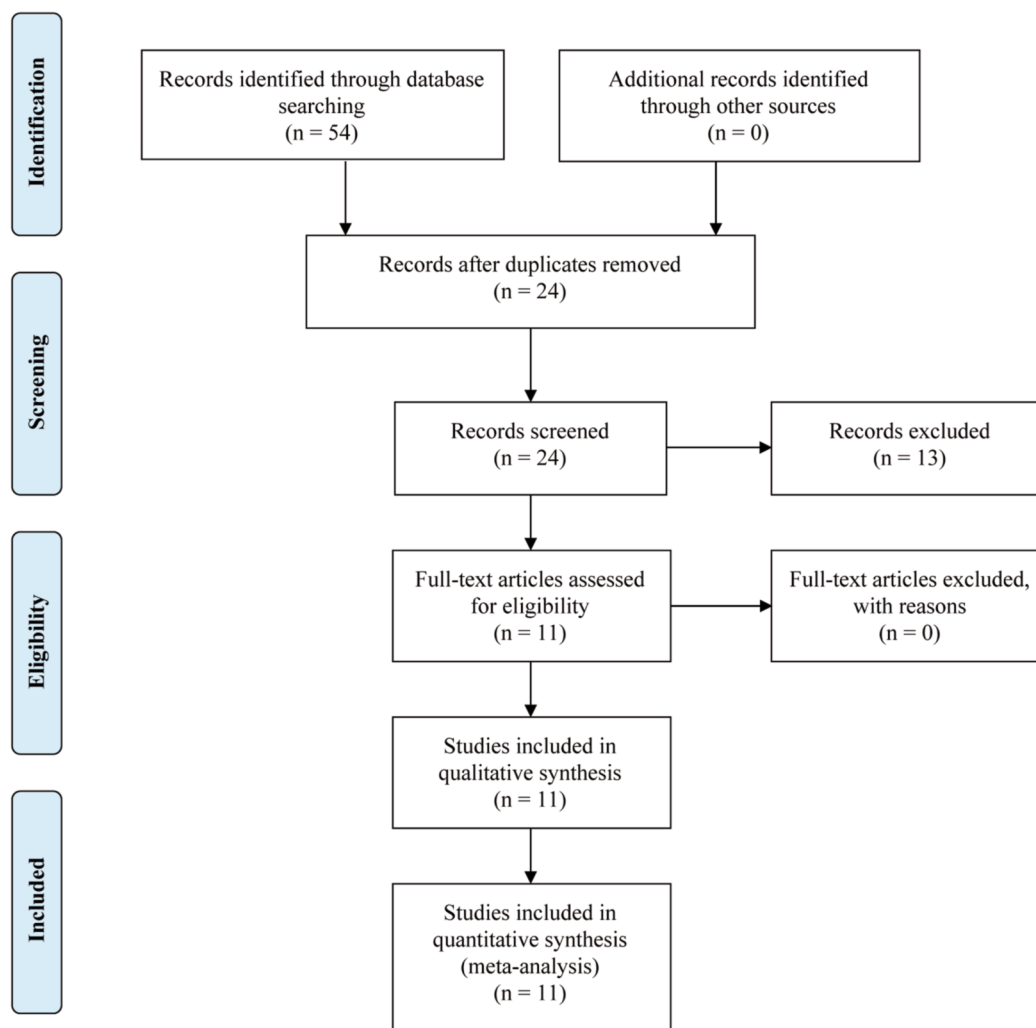 Identification
Records identified through database
searching
(n = 54)
Additional records identified
through other sources
(n = 0)
Records after duplicates removed
(n = 24)
Screening
Records screened
(n = 24)
Records excluded
(n = 13)
Eligibility
Full-text articles assessed
for eligibility
(n = 11)
Full-text articles excluded,
with reasons
(n = 0)
Studies included in
qualitative synthesis
(n = 11)
Included
Studies included in
quantitative synthesis
(meta-analysis)
(n = 11)